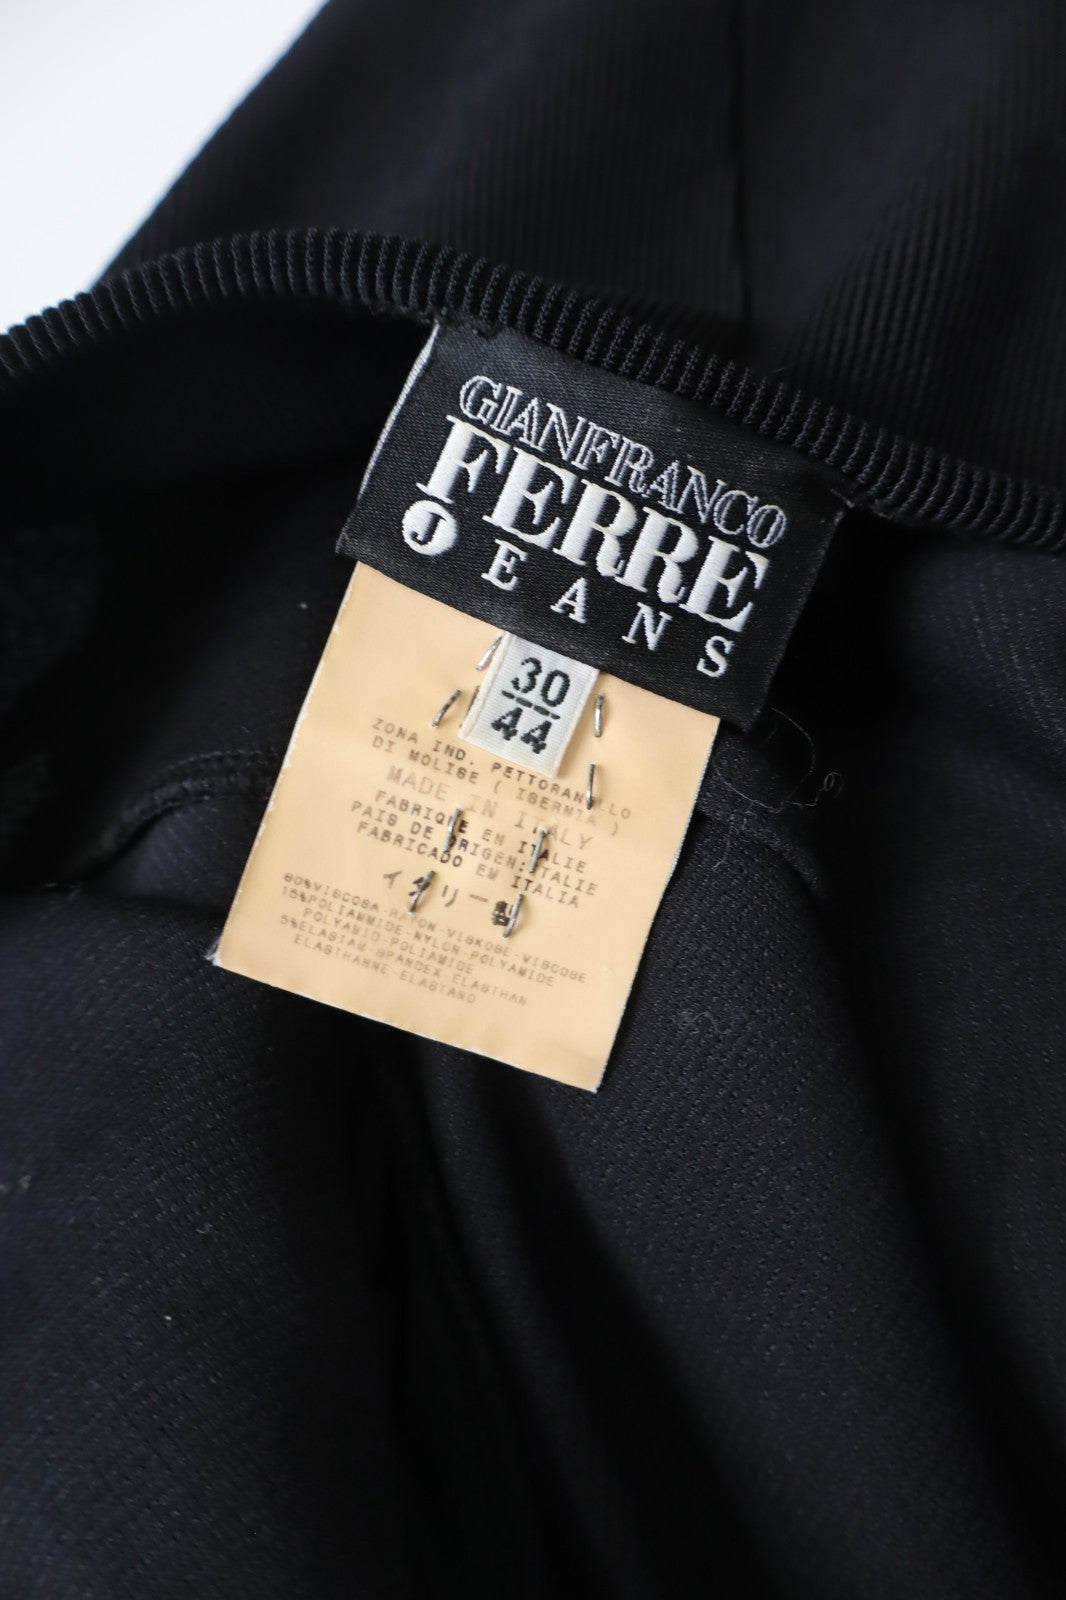 GIANFRANCO
FERRE
JEANS
30
44
ZONA IND. PETTORANELLO
DI MOLISE ( ISERNIA )
MADE IN ITALY
FABRIQUE EN ITALIE
PAIS DE ORIGEN:ITALIE
FABRICADO EM ITALIA
イタリー製
80%VISCOSA-RAYON-VISKOSE-VISCOSE
15%POLIAMMIDE-NYLON-POLYAMIDE
POLYAMID-POLIAMIDE
5%ELASTAM SPANDEX ELASTHAN
ELASTHANNE-ELASTANO